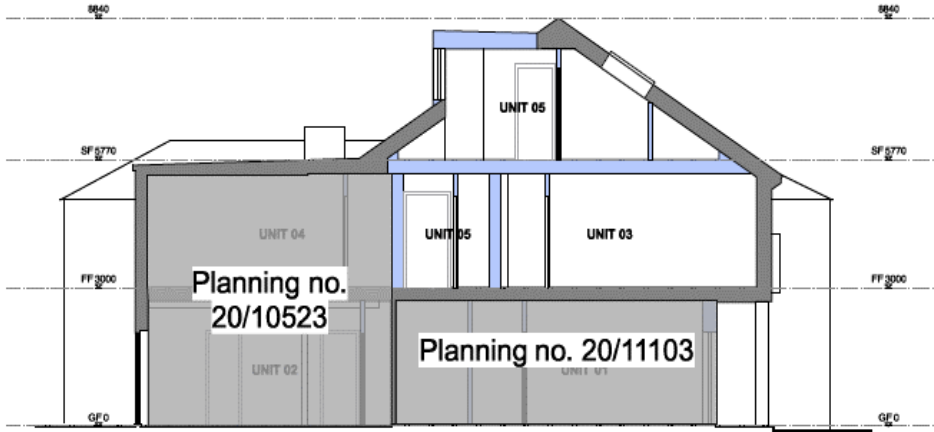 8840 8840
UNIT 05
SF 5770 SF 5770
UNIT 04 UNIT 05 UNIT 03
FF 3000 FF 3000
Planning no.
20/10523
Planning no. 20/11103
UNIT 02 UNIT 01
GF 0 GF 0